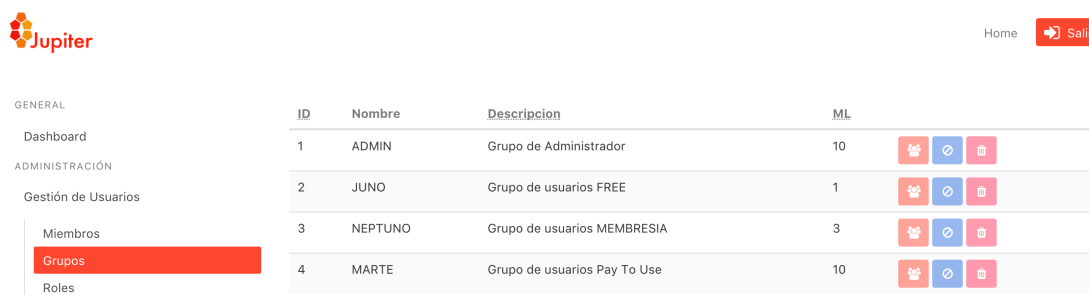 Jupiter
Home
Sali
GENERAL
Dashboard
ADMINISTRACIÓN
Gestión de Usuarios
Miembros
Grupos
Roles
ID Nombre Descripcion ML
1 ADMIN Grupo de Administrador 10
2 JUNO Grupo de usuarios FREE 1
3 NEPTUNO Grupo de usuarios MEMBRESIA 3
4 MARTE Grupo de usuarios Pay To Use 10